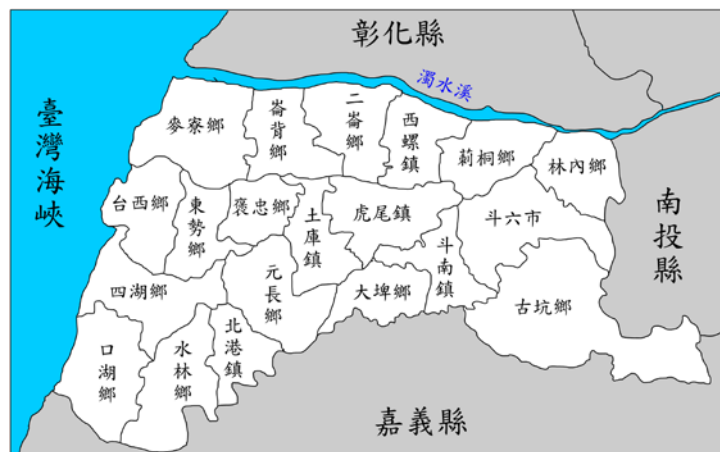 彰化縣
濁水溪
臺灣海峽
南投縣
嘉義縣
麥寮鄉
崙背鄉
二崙鄉
西螺鎮
莿桐鄉
林內鄉
台西鄉
東勢鄉
褒忠鄉
土庫鎮
虎尾鎮
斗南鎮
斗六市
四湖鄉
元長鄉
大埤鄉
古坑鄉
口湖鄉
水林鄉
北港鎮